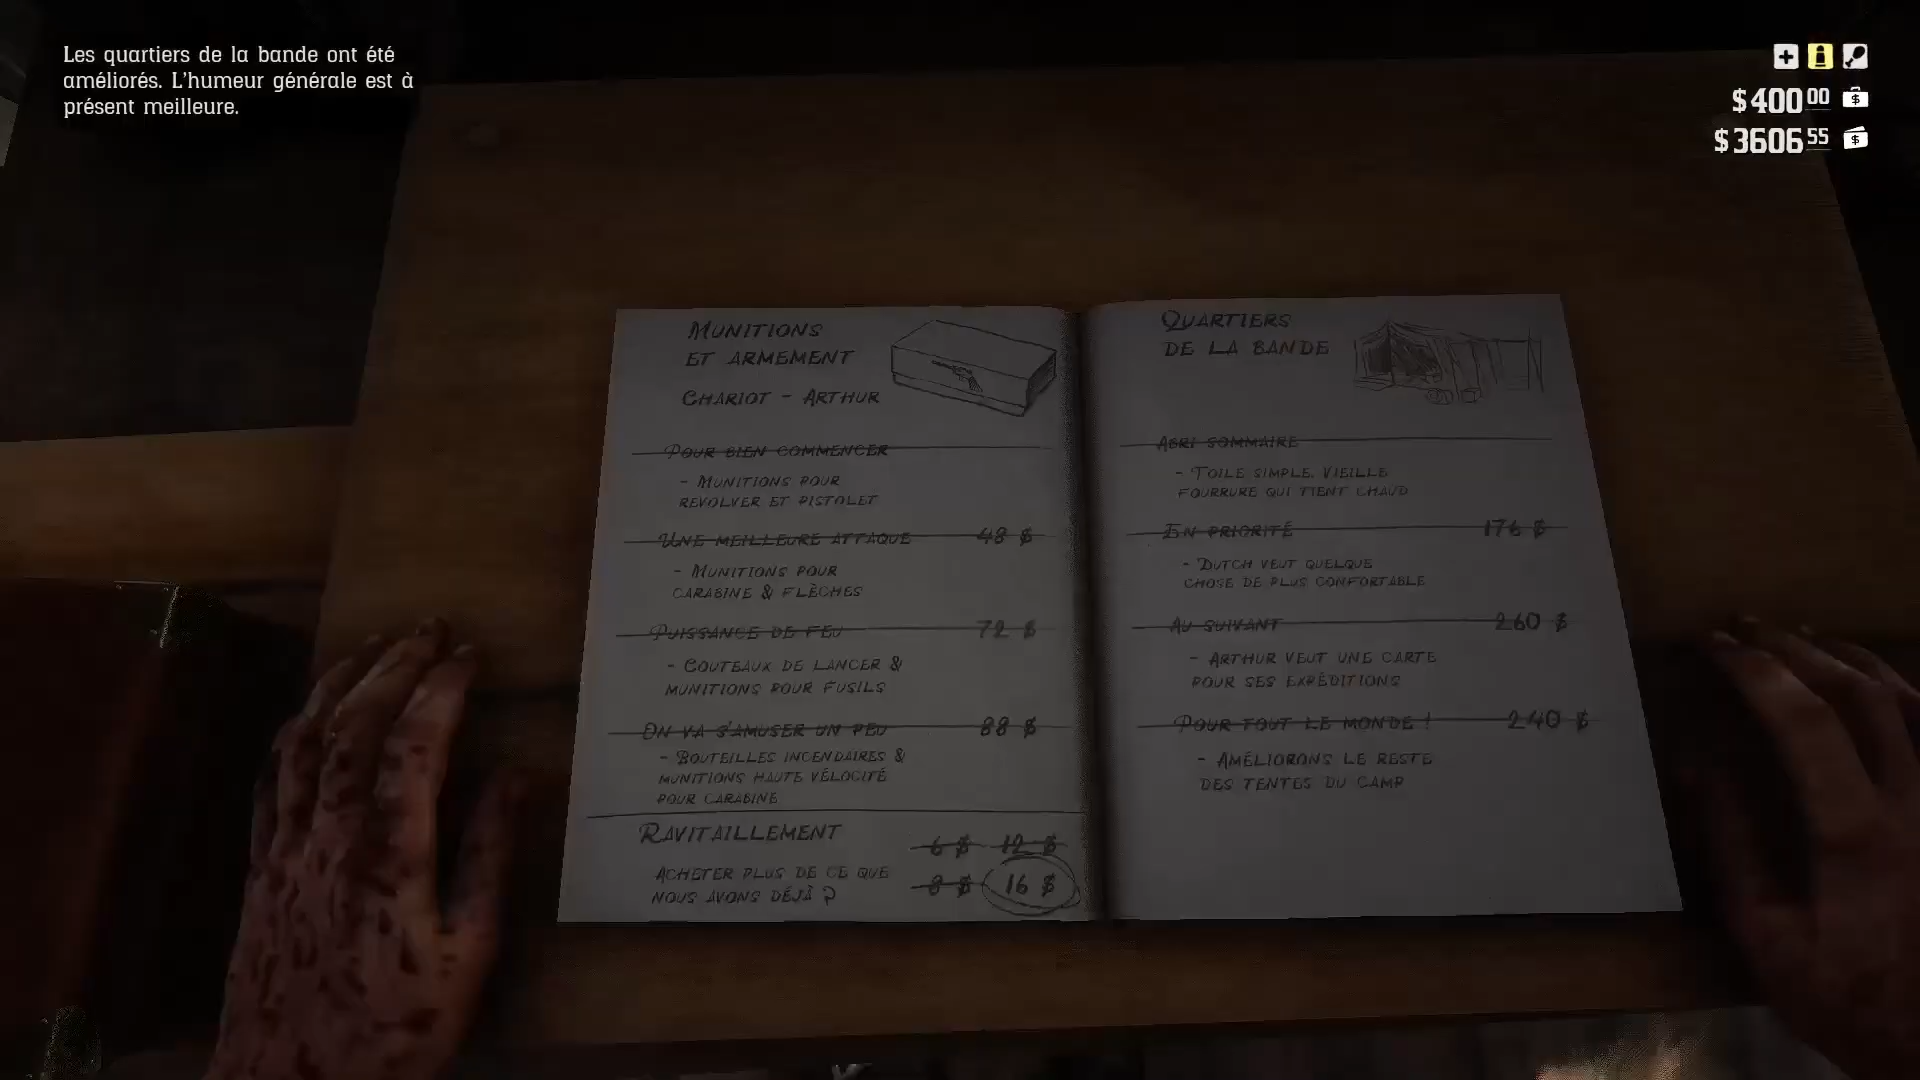 Les quartiers de la bande ont été
améliorés. L'humeur générale est à
présent meilleure.
$400 00
$3606 55
MUNITIONS
ET ARMEMENT
CHARIOT - ARTHUR
POUR BIEN COMMENCER
- MUNITIONS POUR
REVOLVER ET PISTOLET
UNE MEILLEURE ATTAQUE 48 $
- MUNITIONS POUR
CARABINE & FLÈCHES
PUISSANCE DE FEU 72 $
- COUTEAUX DE LANCER &
MUNITIONS POUR FUSILS
ON VA S'AMUSER UN PEU 88 $
- BOUTEILLES INCENDAIRES &
MUNITIONS HAUTE VÉLOCITÉ
POUR CARABINE
RAVITAILLEMENT
6 $ 12 $
ACHETER PLUS DE CE QUE
NOUS AVONS DÉJÀ ?
8 $ 16 $
QUARTIERS
DE LA BANDE
ABRI SOMMAIRE
- TOILE SIMPLE, VIEILLE
FOURRURE QUI TIENT CHAUD
EN PRIORITÉ 176 $
- DUTCH VEUT QUELQUE
CHOSE DE PLUS CONFORTABLE
AU SUIVANT 260 $
- ARTHUR VEUT UNE CARTE
POUR SES EXPÉDITIONS
POUR TOUT LE MONDE ! 240 $
- AMÉLIORONS LE RESTE
DES TENTES DU CAMP